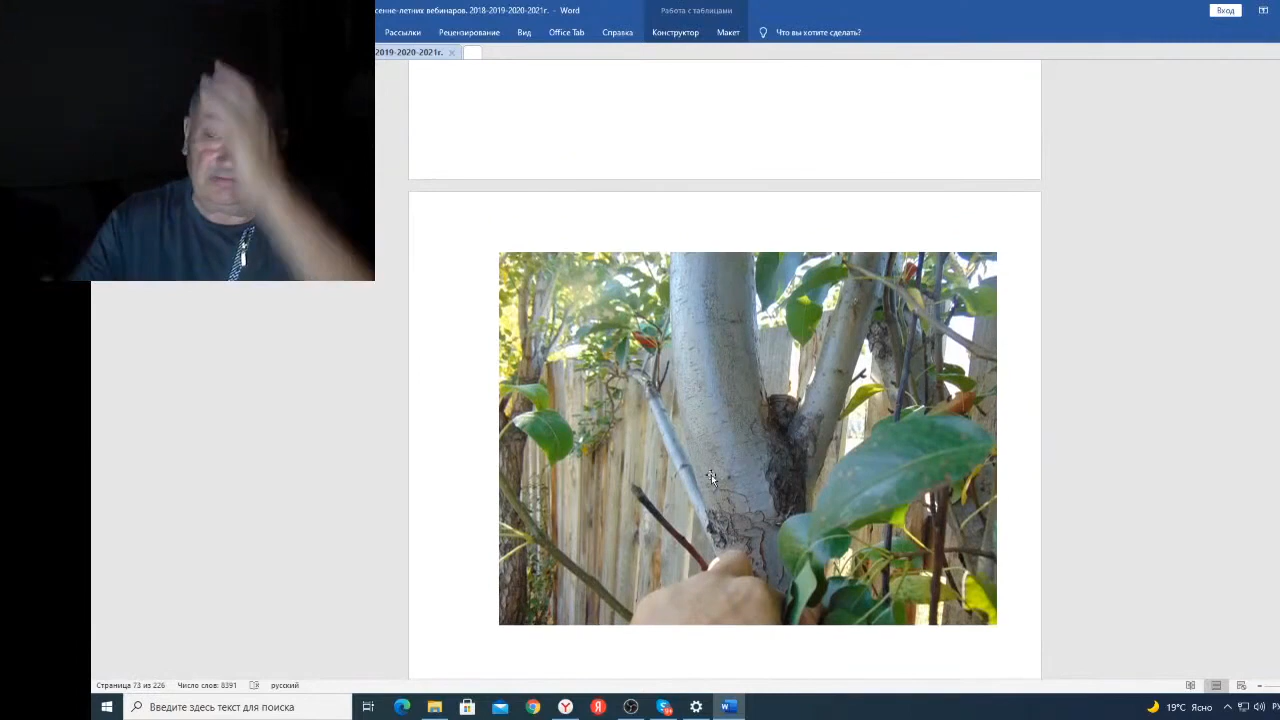 сенне-летних вебинаров. 2018-2019-2020-2021г. - Word
Работа с таблицами
Вход
Рассылки Рецензирование Вид Office Tab Справка Конструктор Макет Что вы хотите сделать?
2019-2020-2021г.
Страница 73 из 226 Число слов: 8391 русский
Введите здесь текст для поиска
19°C Ясно